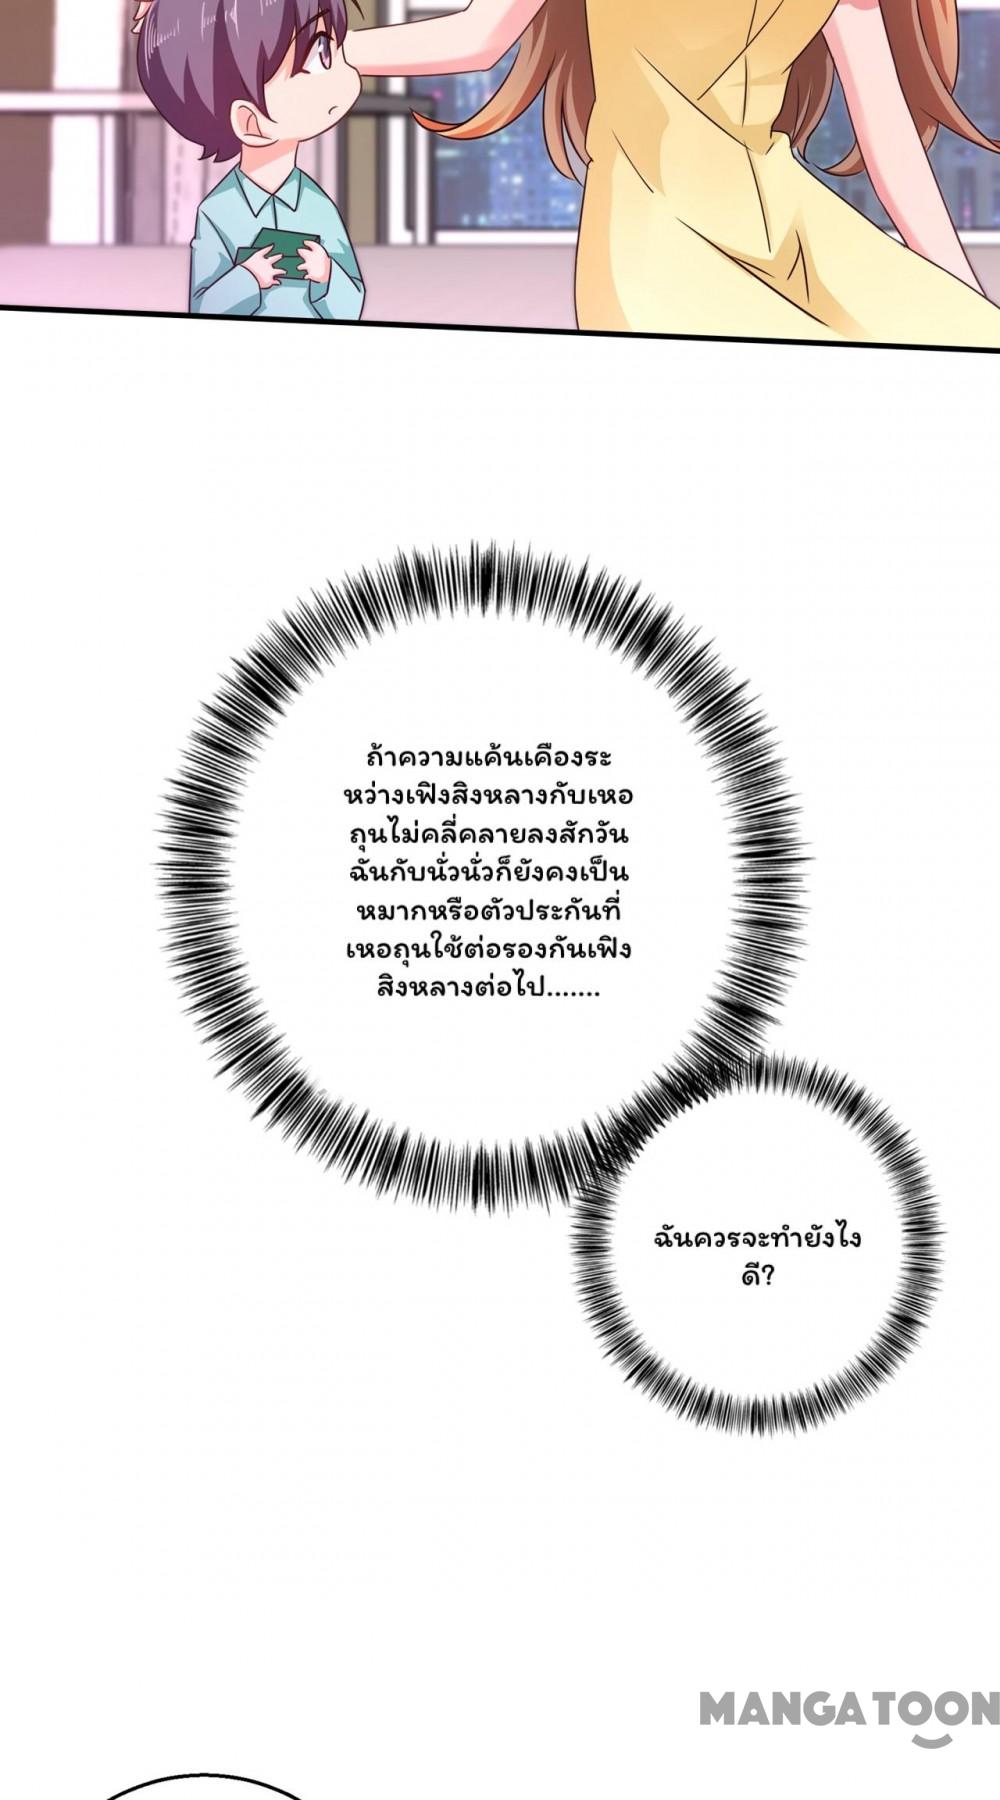 ถ้าความแค้นเคืองระ
หว่างเฟิงสิงหลางกับเหอ
ถุนไม่คลี่คลายลงสักวัน
ฉันกับนั่วนั่วก็ยังคงเป็น
หมากหรือตัวประกันที่
เหอถุนใช้ต่อรองกันเฟิง
สิงหลางต่อไป.......
ฉันควรจะทำยังไง
ดี?
MANGATOON